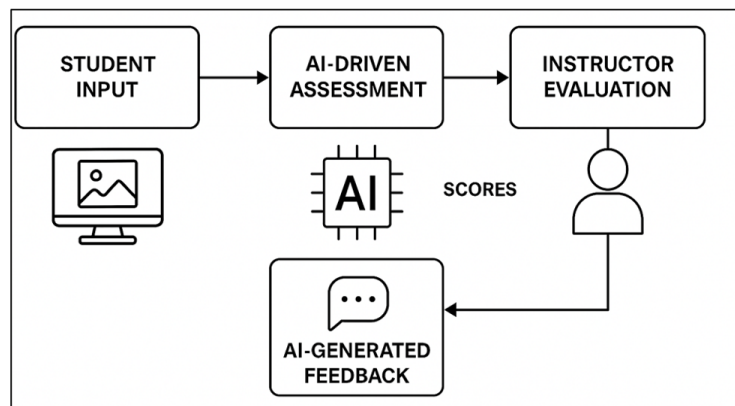 STUDENT
INPUT
AI-DRIVEN
ASSESSMENT
INSTRUCTOR
EVALUATION
AI
SCORES
AI-GENERATED
FEEDBACK